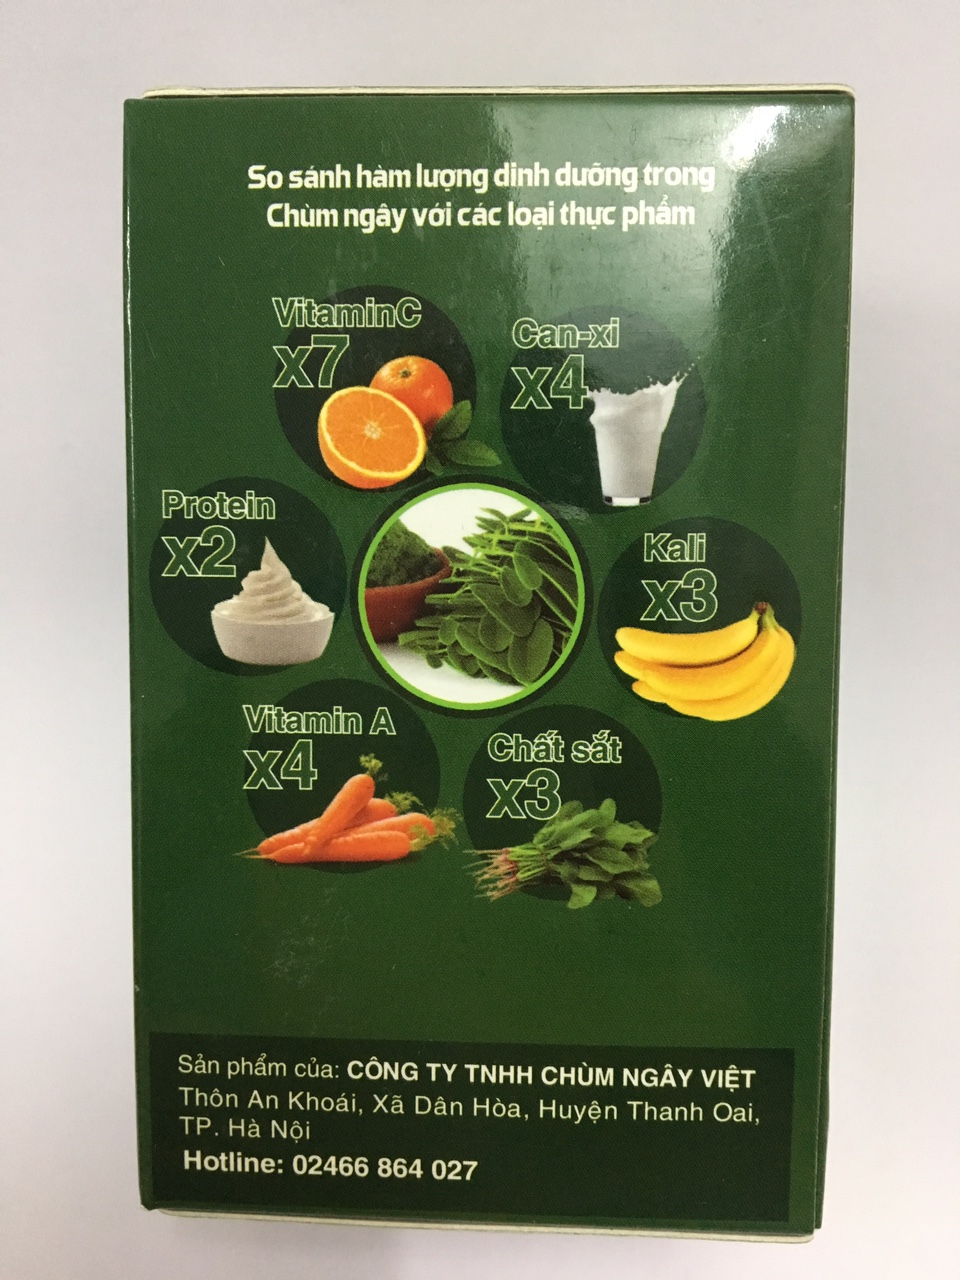 So sánh hàm lượng dinh dưỡng trong
Chùm ngây với các loại thực phẩm
VitaminC
x7
Can-xi
x4
Protein
x2
Kali
x3
Vitamin A
x4
Chất sắt
x3
Sản phẩm của: CÔNG TY TNHH CHÙM NGÂY VIỆT
Thôn An Khoái, Xã Dân Hòa, Huyện Thanh Oai,
TP. Hà Nội
Hotline: 02466 864 027